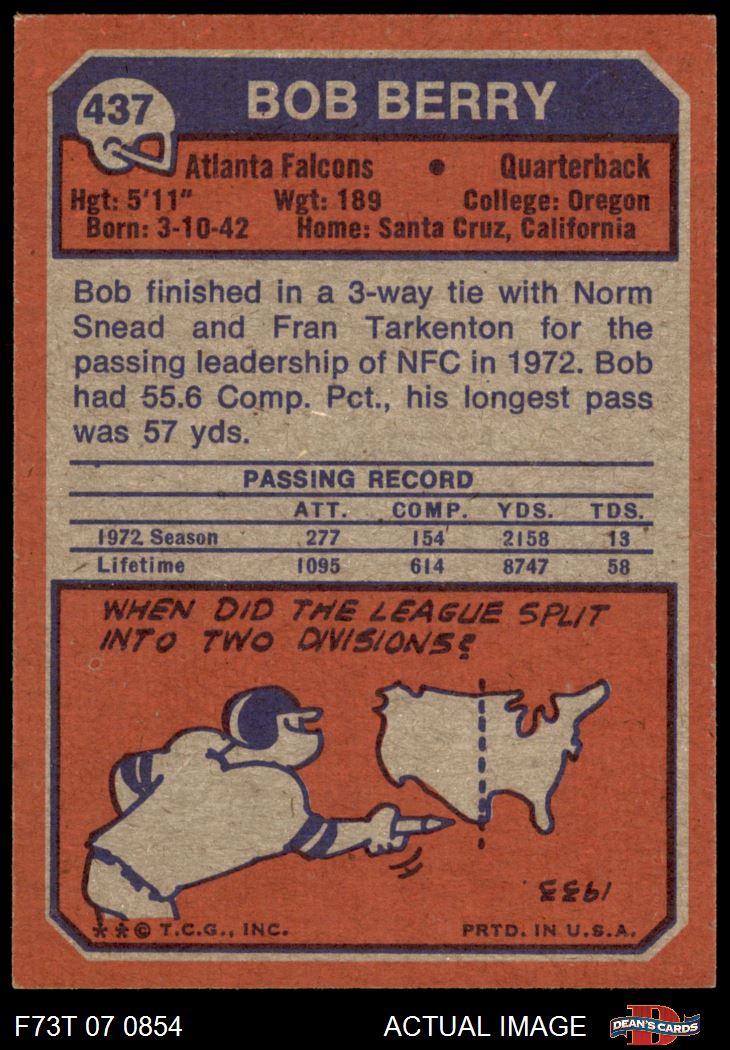 437
BOB BERRY
Atlanta Falcons • Quarterback
Hgt: 5'11" Wgt: 189 College: Oregon
Born: 3-10-42 Home: Santa Cruz, California
Bob finished in a 3-way tie with Norm
Snead and Fran Tarkenton for the
passing leadership of NFC in 1972. Bob
had 55.6 Comp. Pct., his longest pass
was 57 yds.
PASSING RECORD
ATT. COMP. YDS. TDS.
1972 Season 277 154 2158 13
Lifetime 1095 614 8747 58
WHEN DID THE LEAGUE SPLIT
INTO TWO DIVISIONS?
1933
**© T.C.G., INC. PRTD. IN U.S.A.
F73T 07 0854 ACTUAL IMAGE
D
DEAN'S CARDS